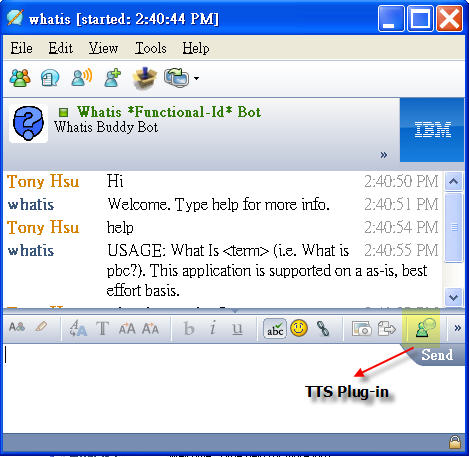 whatis [started: 2:40:44 PM]
File Edit View Tools Help
Whatis *Functional-Id* Bot
Whatis Buddy Bot
IBM
»
Tony Hsu Hi 2:40:50 PM
whatis Welcome. Type help for more info. 2:40:51 PM
Tony Hsu help 2:40:54 PM
whatis USAGE: What Is <term> (i.e. What is 2:40:55 PM
pbc?). This application is supported on a as-is, best
effort basis.
A& T A A A A b i u abc »
Send
TTS Plug-in